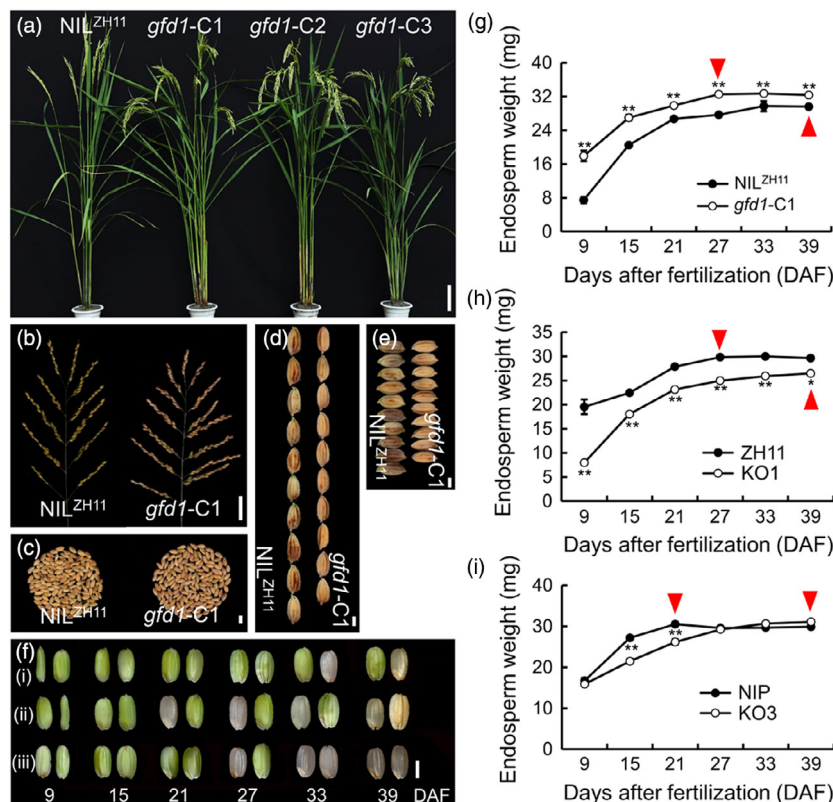 (a)
NIL^ZH11 gfd1-C1 gfd1-C2 gfd1-C3
(b)
NIL^ZH11 gfd1-C1
(c)
NIL^ZH11 gfd1-C1
(d)
NIL^ZH11
gfd1-C1
(e)
NIL^ZH11
gfd1-C1
(f)
(i)
(ii)
(iii)
9 15 21 27 33 39 DAF
(g)
Endosperm weight (mg)
40
32
24
16
8
0
** ** ** ** ** **
NIL^ZH11
gfd1-C1
9 15 21 27 33 39
Days after fertilization (DAF)
(h)
Endosperm weight (mg)
35
30
25
20
15
10
5
0
** ** ** ** ** *
ZH11
KO1
9 15 21 27 33 39
Days after fertilization (DAF)
(i)
Endosperm weight (mg)
40
30
20
10
0
** **
NIP
KO3
9 15 21 27 33 39
Days after fertilization (DAF)